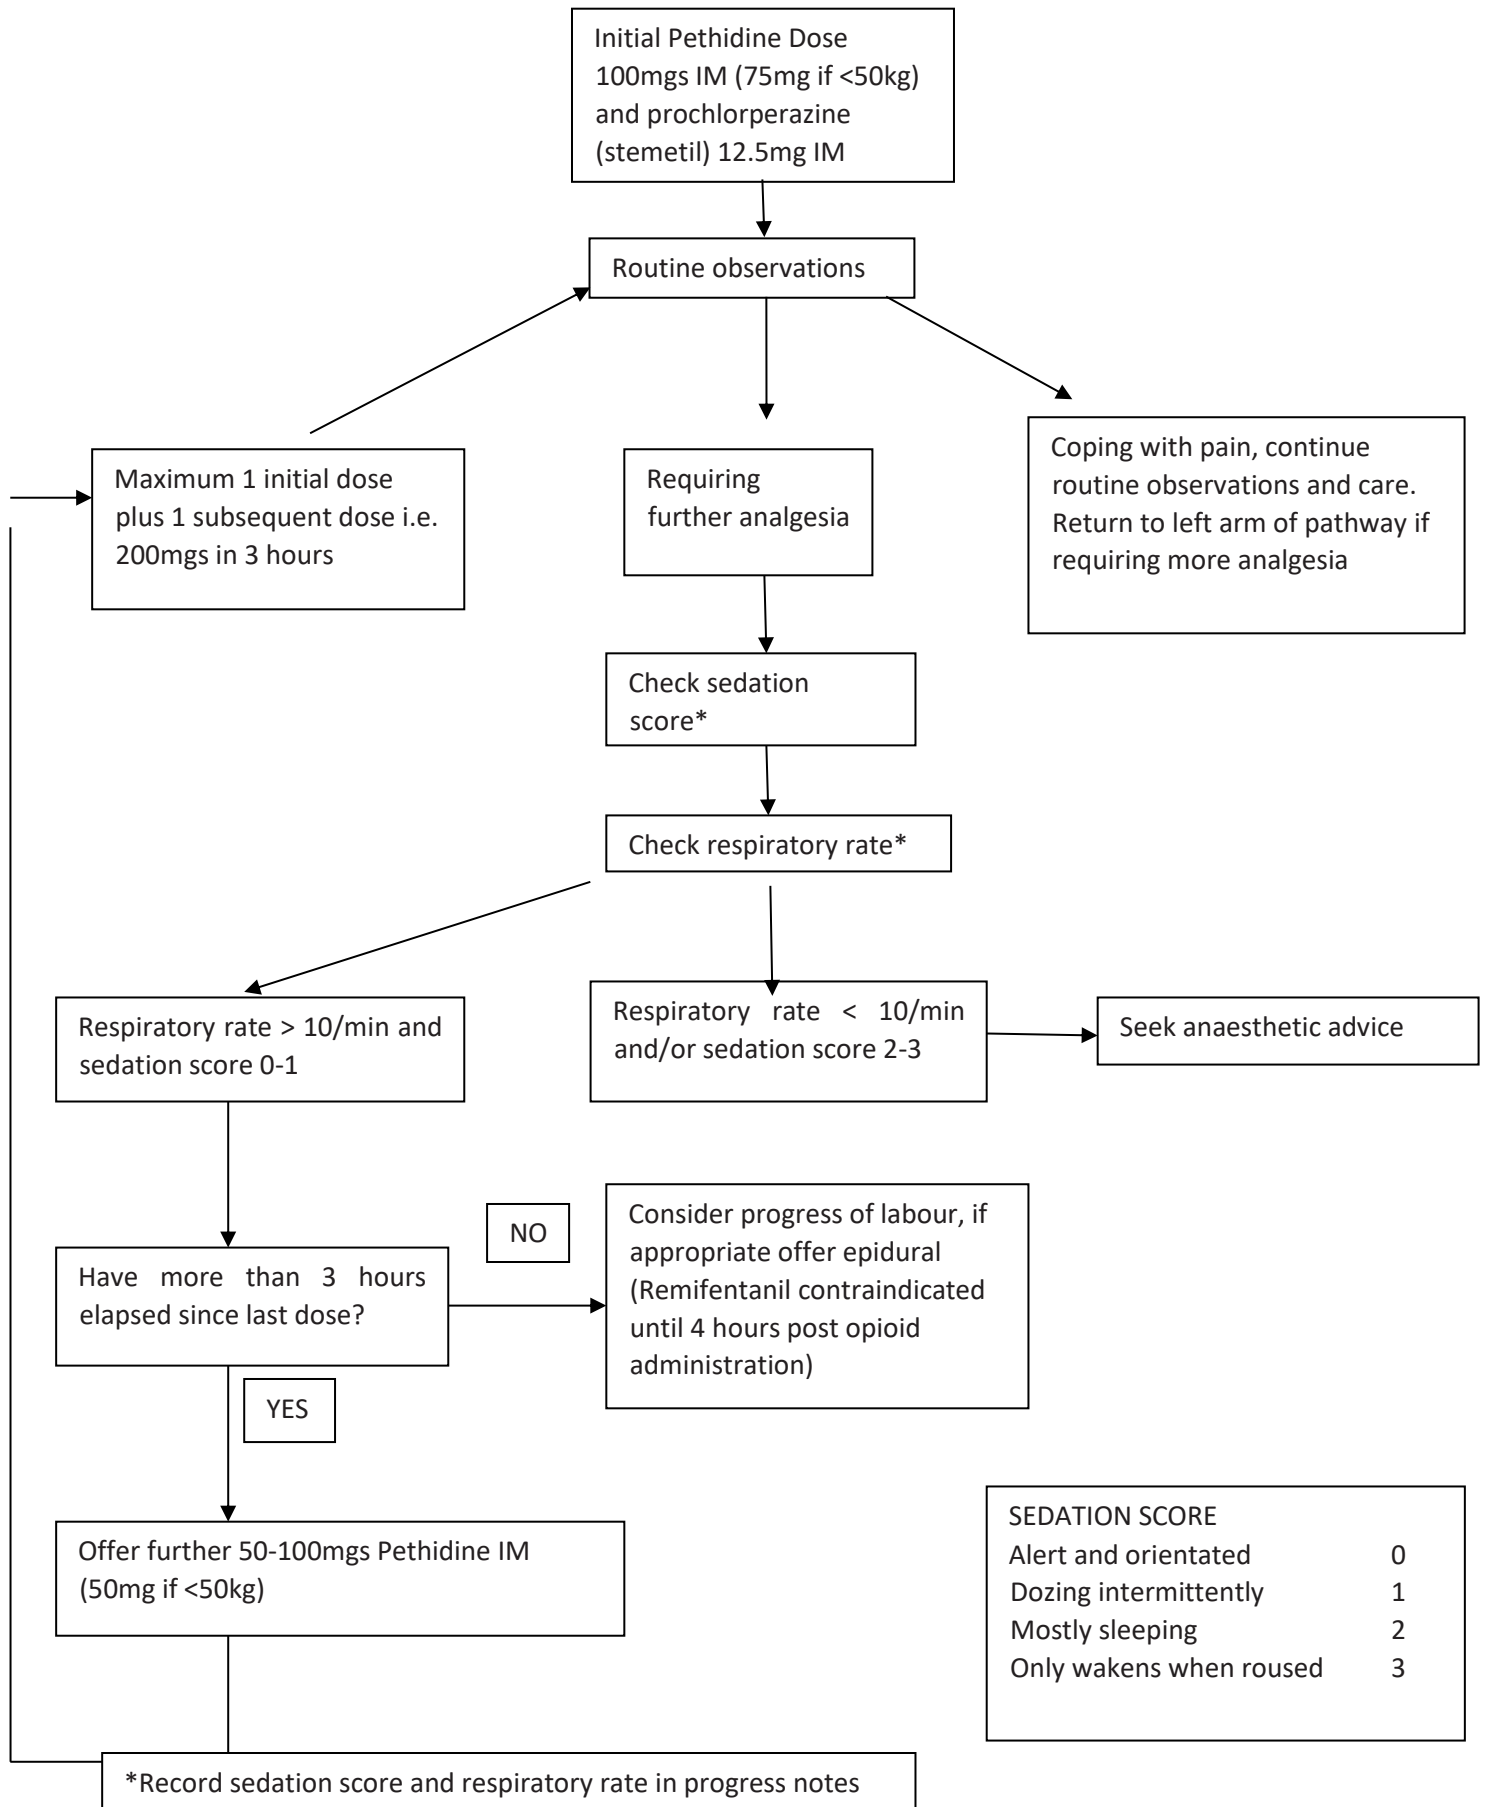 Initial Pethidine Dose
100mgs IM (75mg if <50kg)
and prochlorperazine
(stemetil) 12.5mg IM
Routine observations
Maximum 1 initial dose
plus 1 subsequent dose i.e.
200mgs in 3 hours
Requiring
further analgesia
Coping with pain, continue
routine observations and care.
Return to left arm of pathway if
requiring more analgesia
Check sedation
score*
Check respiratory rate*
Respiratory rate > 10/min and
sedation score 0-1
Respiratory rate < 10/min
and/or sedation score 2-3
Seek anaesthetic advice
Have more than 3 hours
elapsed since last dose?
NO
Consider progress of labour, if
appropriate offer epidural
(Remifentanil contraindicated
until 4 hours post opioid
administration)
YES
Offer further 50-100mgs Pethidine IM
(50mg if <50kg)
SEDATION SCORE
Alert and orientated 0
Dozing intermittently 1
Mostly sleeping 2
Only wakens when roused 3
*Record sedation score and respiratory rate in progress notes